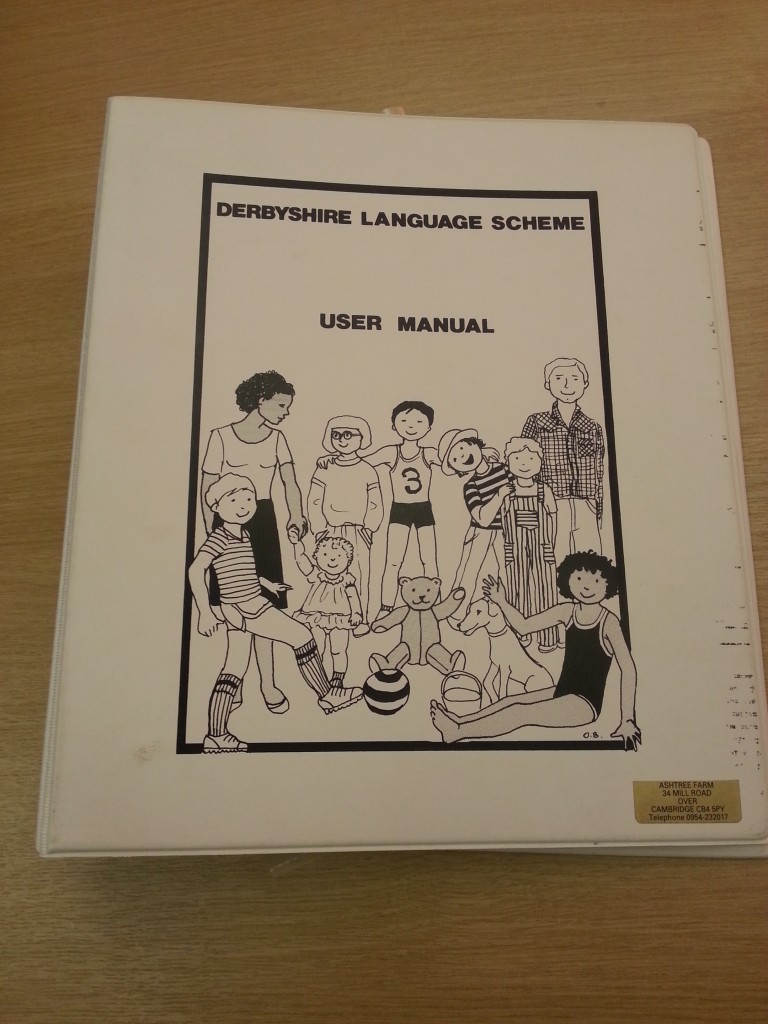 DERBYSHIRE LANGUAGE SCHEME
USER MANUAL
3
O.B.
ASHTREE FARM
34 MILL ROAD
OVER
CAMBRIDGE CB4 5PY
Telephone 0954-232017